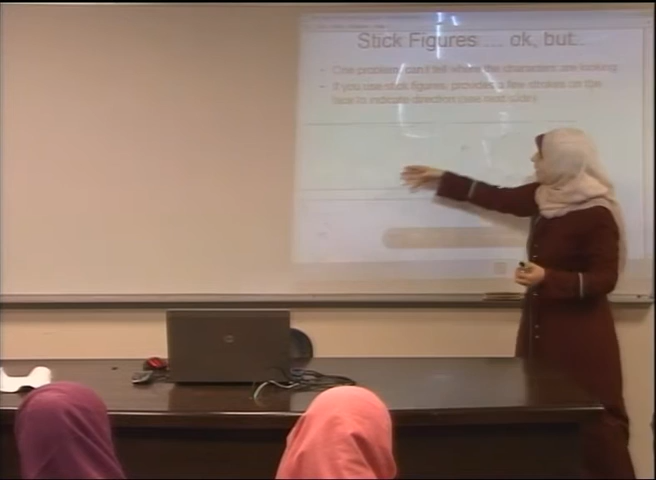 Stick Figures ... ok, but..
One problem, can't tell where the characters are looking
If you use stick figures, provides a few strokes on the
face to indicate direction (see next slide)